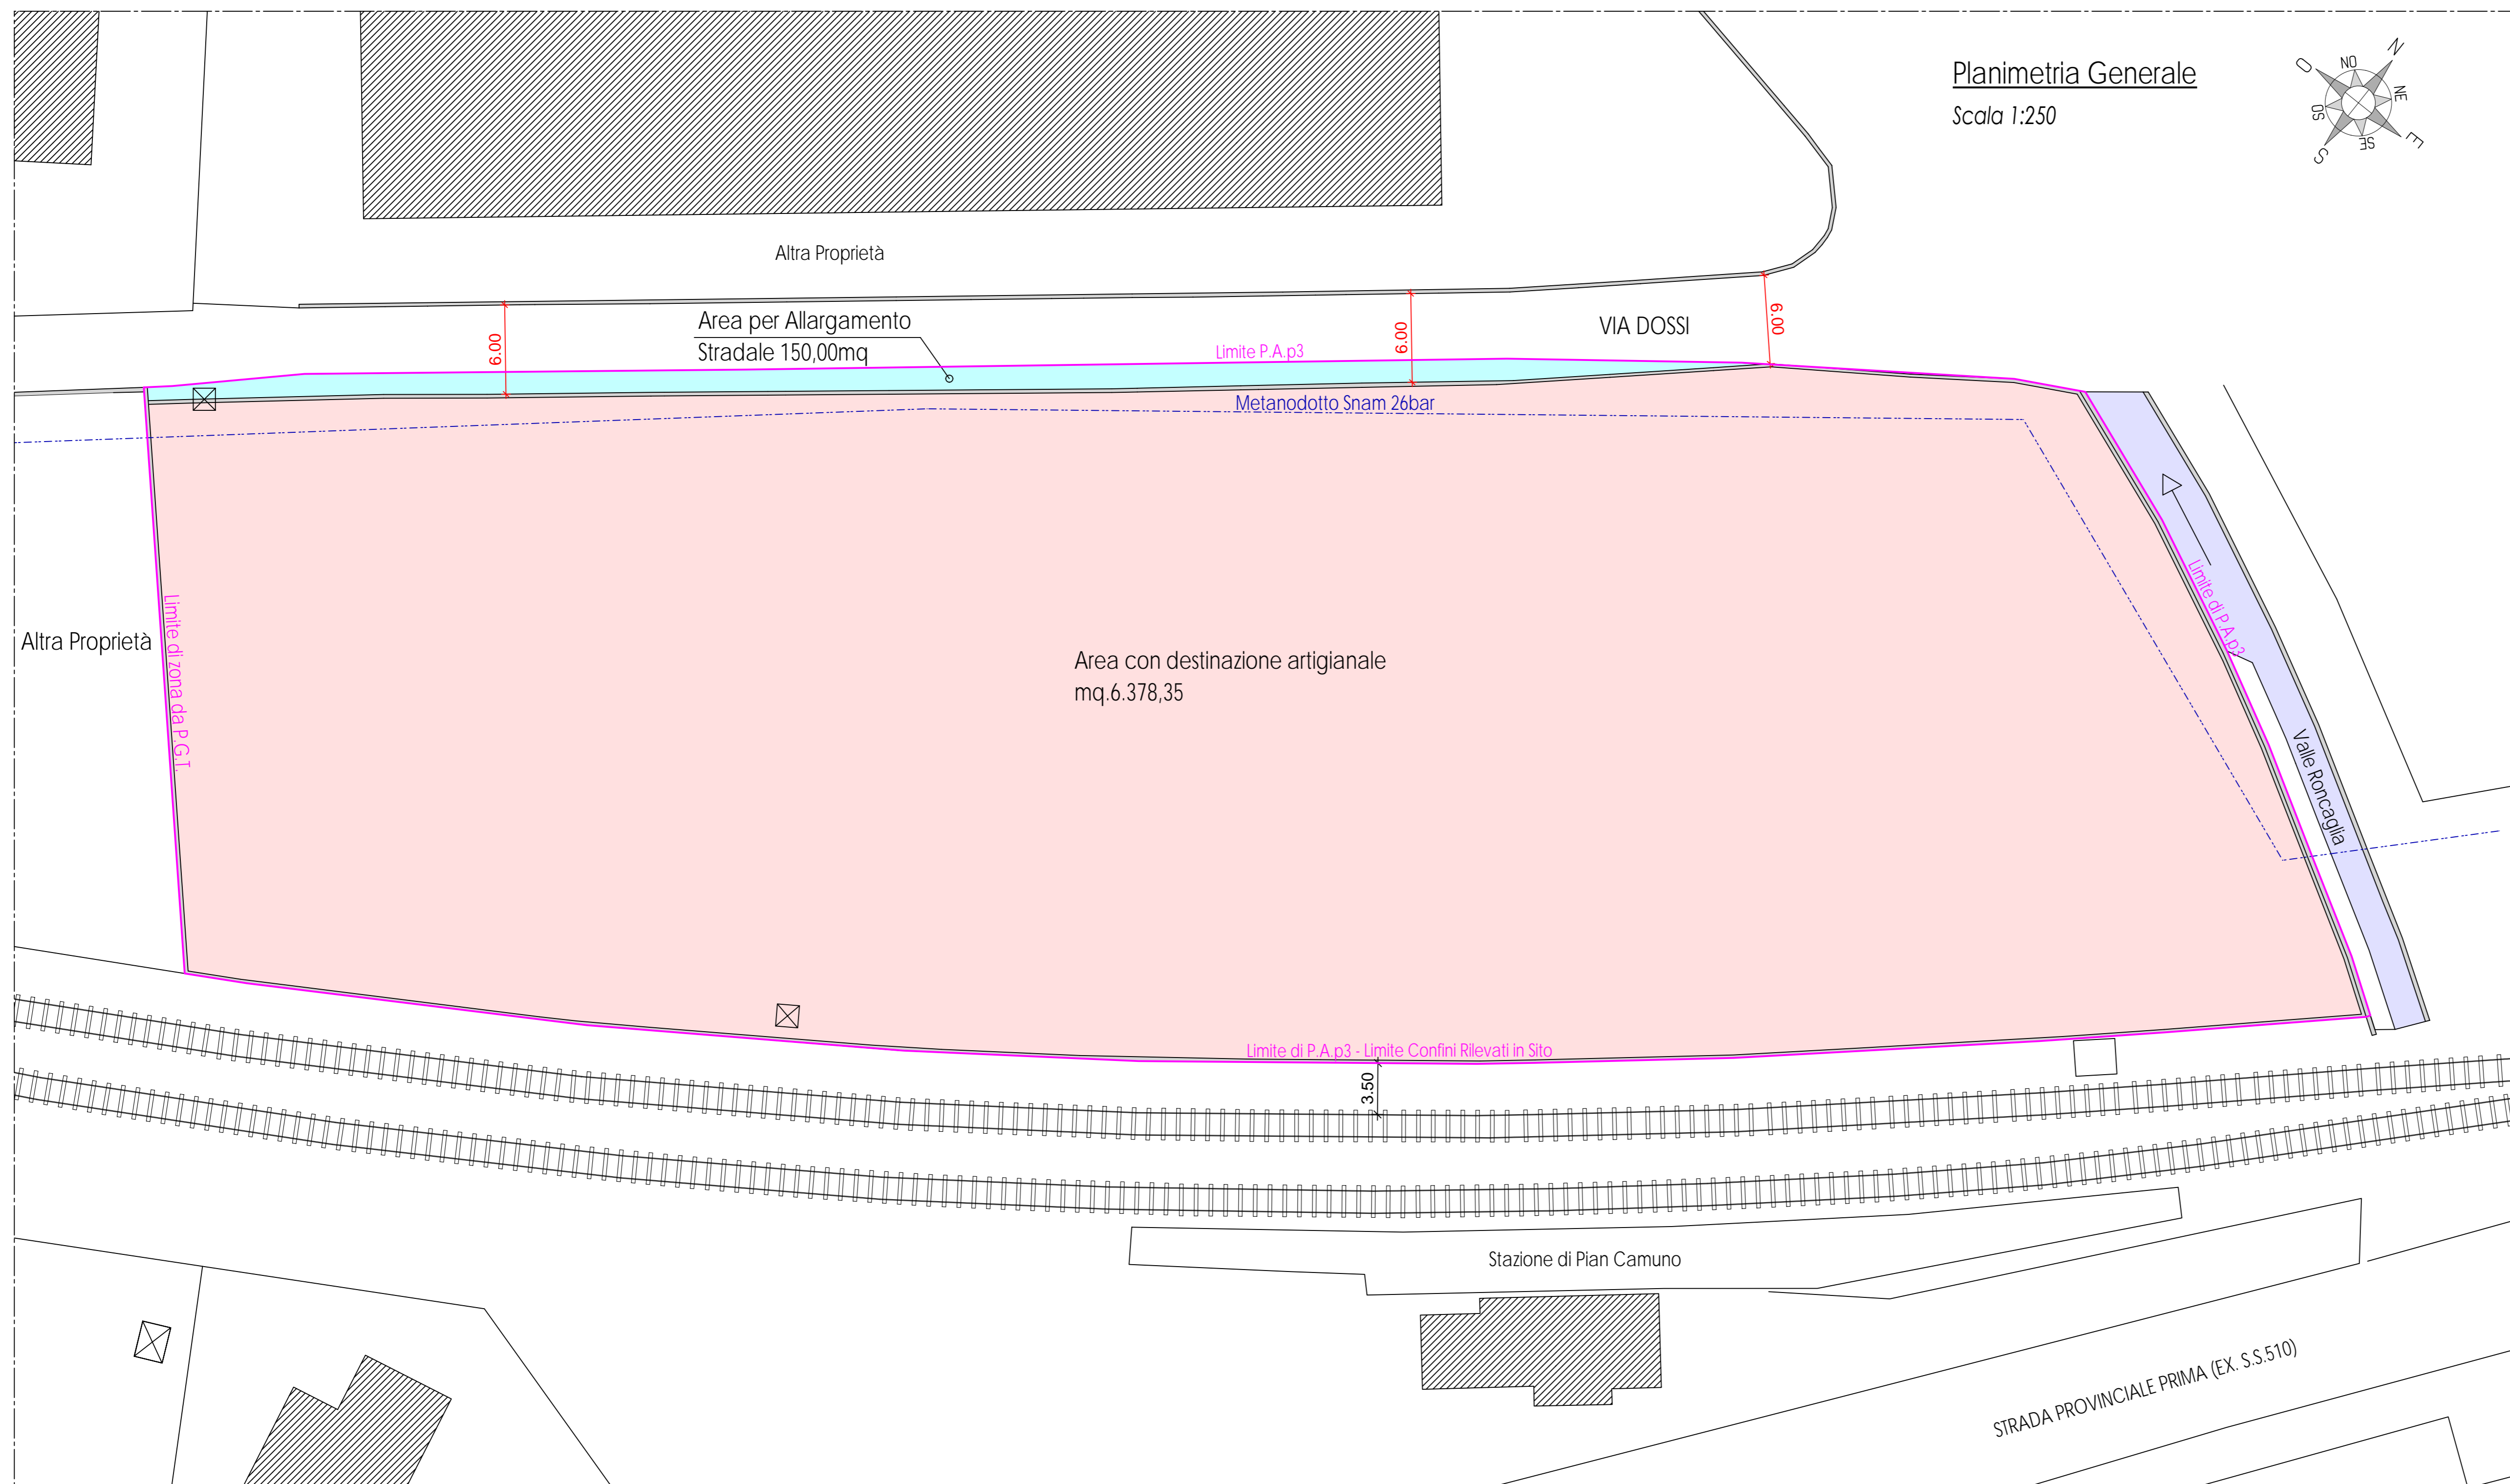 Planimetria Generale
Scala 1:250
N
NE
E
SE
S
SO
O
NO
Altra Proprietà
Area per Allargamento
Stradale 150,00mq
6.00
6.00
6.00
VIA DOSSI
Limite P.A.p3
Metanodotto Snam 26bar
Altra Proprietà
Limite di zona da P.G.T.
Area con destinazione artigianale
mq.6.378,35
Limite di P.A.p3
Valle Roncaglia
Limite di P.A.p3 - Limite Confini Rilevati in Sito
3.50
Stazione di Pian Camuno
STRADA PROVINCIALE PRIMA (EX. S.S.510)